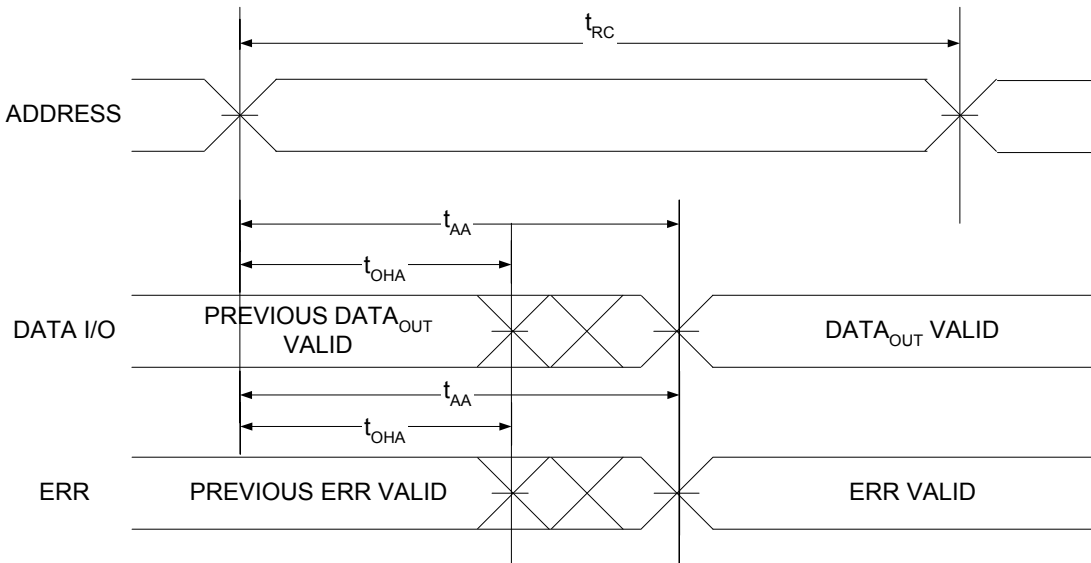 tRC
ADDRESS
tAA
tOHA
DATA I/O
PREVIOUS DATAOUT
VALID
DATAOUT VALID
tAA
tOHA
ERR
PREVIOUS ERR VALID
ERR VALID